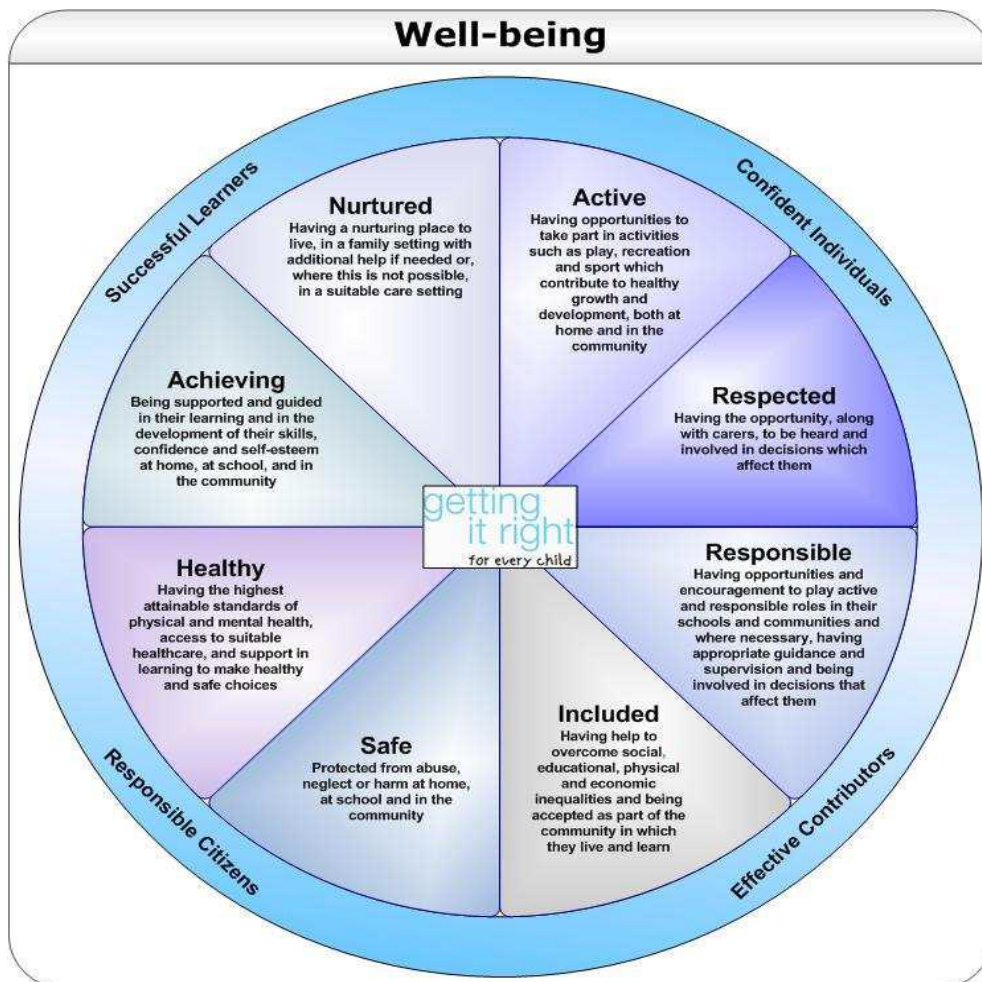 Well-being
Successful Learners
Confident Individuals
Nurtured
Having a nurturing place to
live, in a family setting with
additional help if needed or,
where this is not possible,
in a suitable care setting
Active
Having opportunities to
take part in activities
such as play, recreation
and sport which
contribute to healthy
growth and
development, both at
home and in the
community
Achieving
Being supported and guided
in their learning and in the
development of their skills,
confidence and self-esteem
at home, at school, and in
the community
Respected
Having the opportunity, along
with carers, to be heard and
involved in decisions which
affect them
getting
it right
for every child
Healthy
Having the highest
attainable standards of
physical and mental health,
access to suitable
healthcare, and support in
learning to make healthy
and safe choices
Responsible
Having opportunities and
encouragement to play active
and responsible roles in their
schools and communities and
where necessary, having
appropriate guidance and
supervision and being
involved in decisions that
affect them
Safe
Protected from abuse,
neglect or harm at home,
at school and in the
community
Included
Having help to
overcome social,
educational, physical
and economic
inequalities and being
accepted as part of the
community in which
they live and learn
Responsible Citizens
Effective Contributors